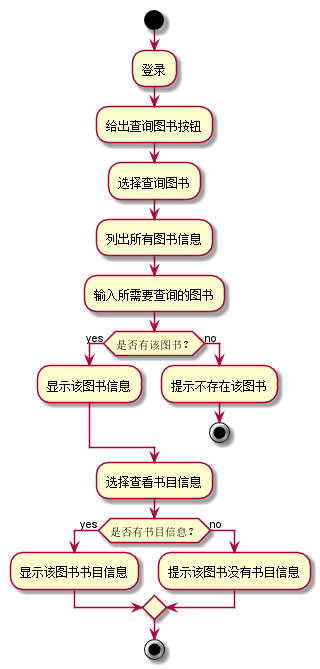 登录
给出查询图书按钮
选择查询图书
列出所有图书信息
输入所需要查询的图书
yes
是否有该图书?
no
显示该图书信息
提示不存在该图书
选择查看书目信息
yes
是否有书目信息?
no
显示该图书书目信息
提示该图书没有书目信息